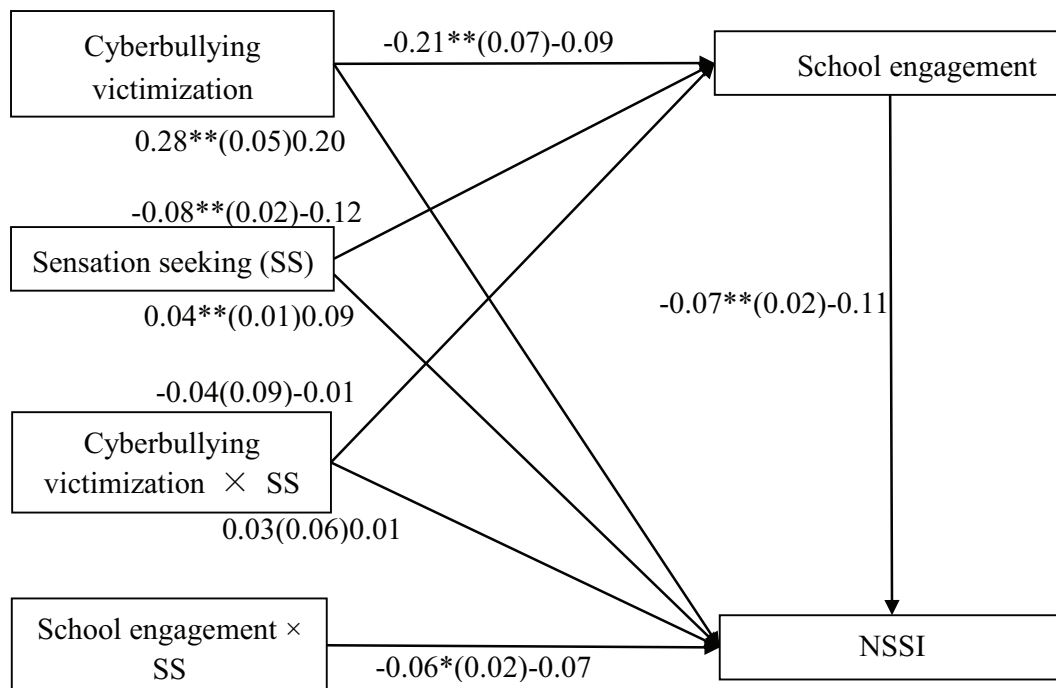 Cyberbullying
victimization
-0.21**(0.07)-0.09
School engagement
0.28**(0.05)0.20
-0.08**(0.02)-0.12
Sensation seeking (SS)
0.04**(0.01)0.09
-0.07**(0.02)-0.11
-0.04(0.09)-0.01
Cyberbullying
victimization × SS
0.03(0.06)0.01
School engagement ×
SS
-0.06*(0.02)-0.07
NSSI